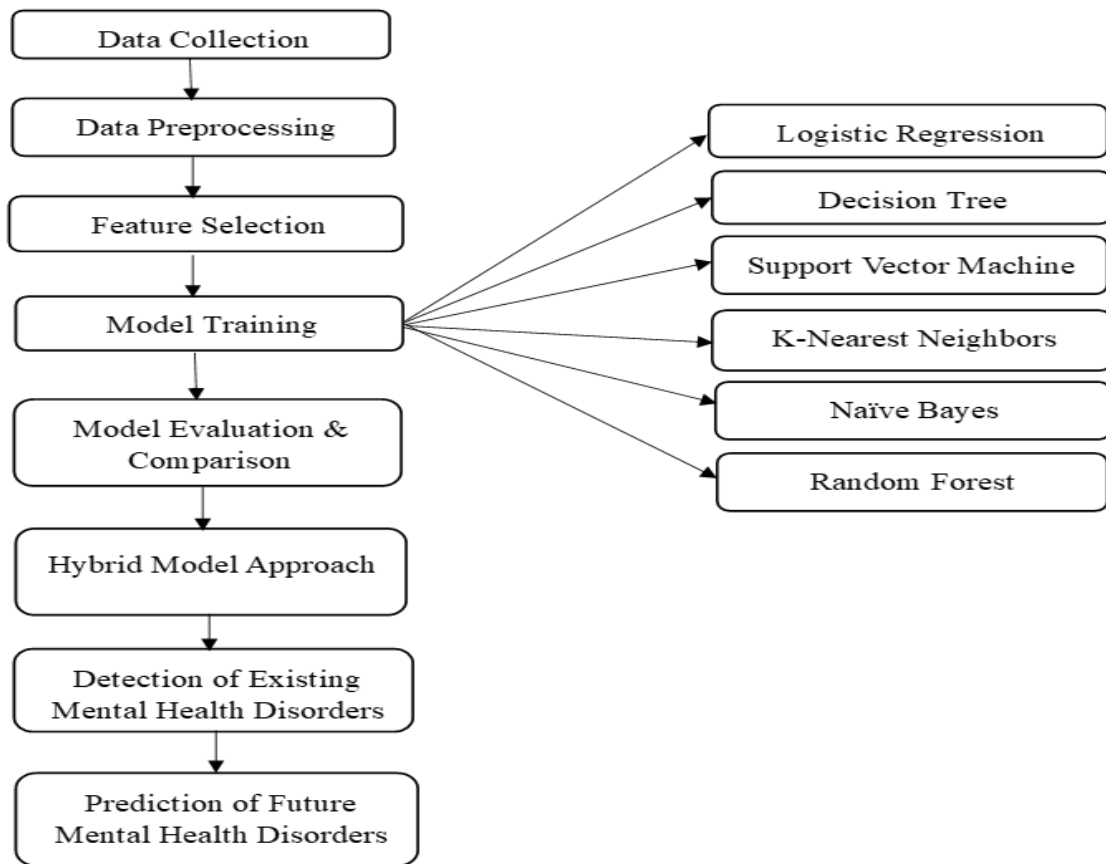 Data Collection
Data Preprocessing
Feature Selection
Model Training
Model Evaluation &
Comparison
Hybrid Model Approach
Detection of Existing
Mental Health Disorders
Prediction of Future
Mental Health Disorders
Logistic Regression
Decision Tree
Support Vector Machine
K-Nearest Neighbors
Naïve Bayes
Random Forest